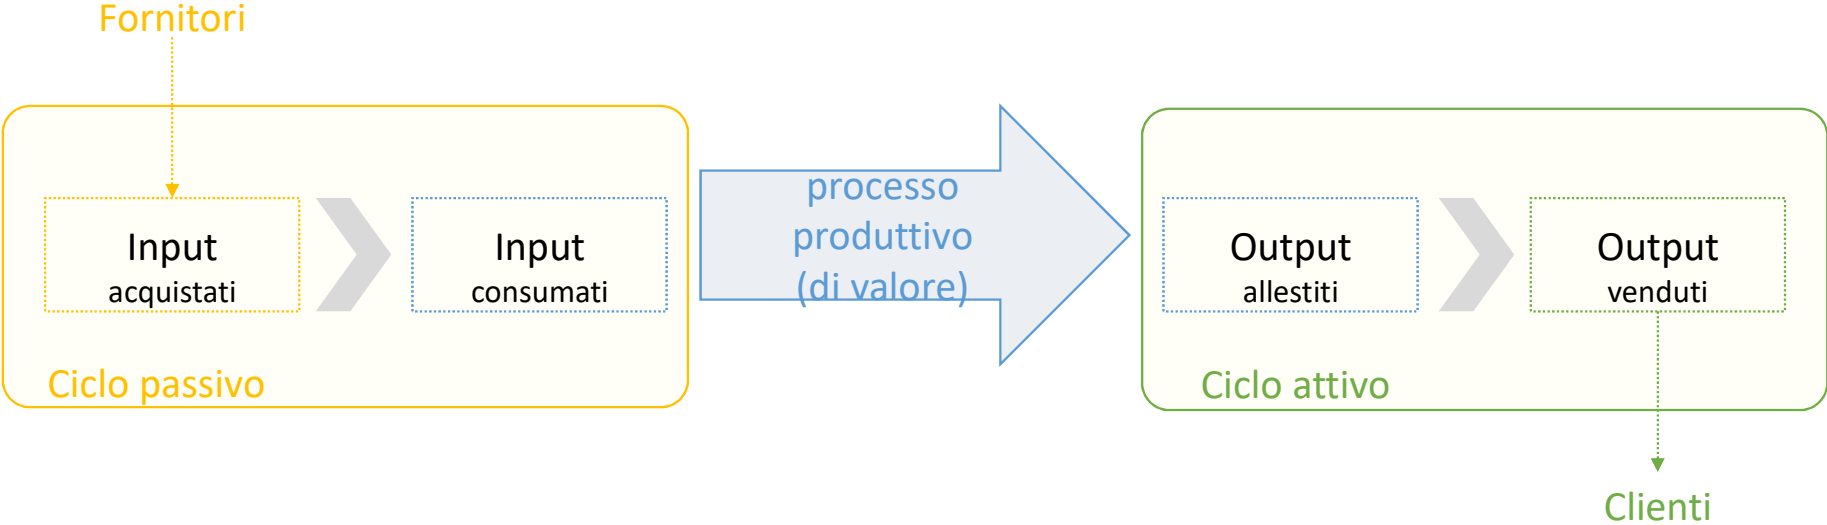 Fornitori
Input
acquistati
Input
consumati
Ciclo passivo
processo
produttivo
(di valore)
Output
allestiti
Output
venduti
Ciclo attivo
Clienti